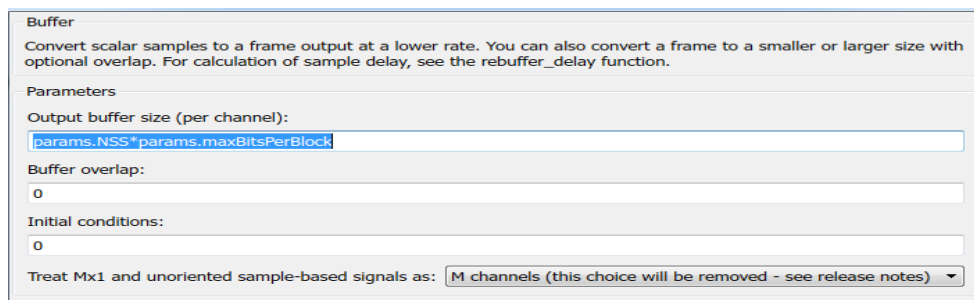 Buffer
Convert scalar samples to a frame output at a lower rate. You can also convert a frame to a smaller or larger size with
optional overlap. For calculation of sample delay, see the rebuffer_delay function.
Parameters
Output buffer size (per channel):
params.NSS*params.maxBitsPerBlock
Buffer overlap:
0
Initial conditions:
0
Treat Mx1 and unoriented sample-based signals as: M channels (this choice will be removed - see release notes)